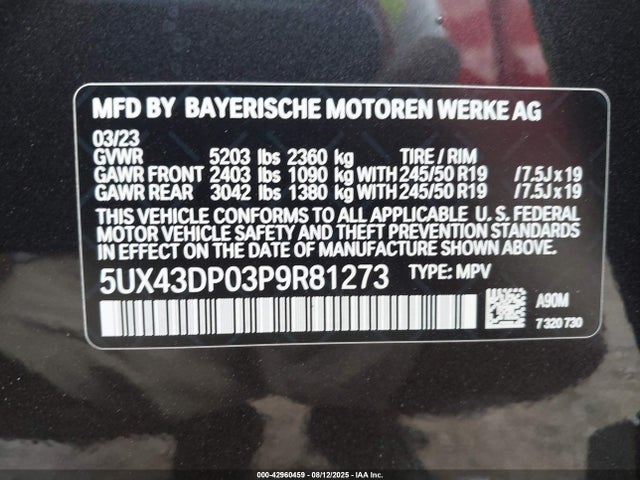 MFD BY BAYERISCHE MOTOREN WERKE AG
03/23
GVWR 5203 lbs 2360 kg TIRE / RIM
GAWR FRONT 2403 lbs 1090 kg WITH 245/50 R19 /7.5J x 19
GAWR REAR 3042 lbs 1380 kg WITH 245/50 R19 /7.5J x 19
THIS VEHICLE CONFORMS TO ALL APPLICABLE U. S. FEDERAL
MOTOR VEHICLE SAFETY AND THEFT PREVENTION STANDARDS
IN EFFECT ON THE DATE OF MANUFACTURE SHOWN ABOVE.
5UX43DP03P9R81273 TYPE: MPV
A90M
7 320 730
000-42960459 - 08/12/2025 - IAA Inc.